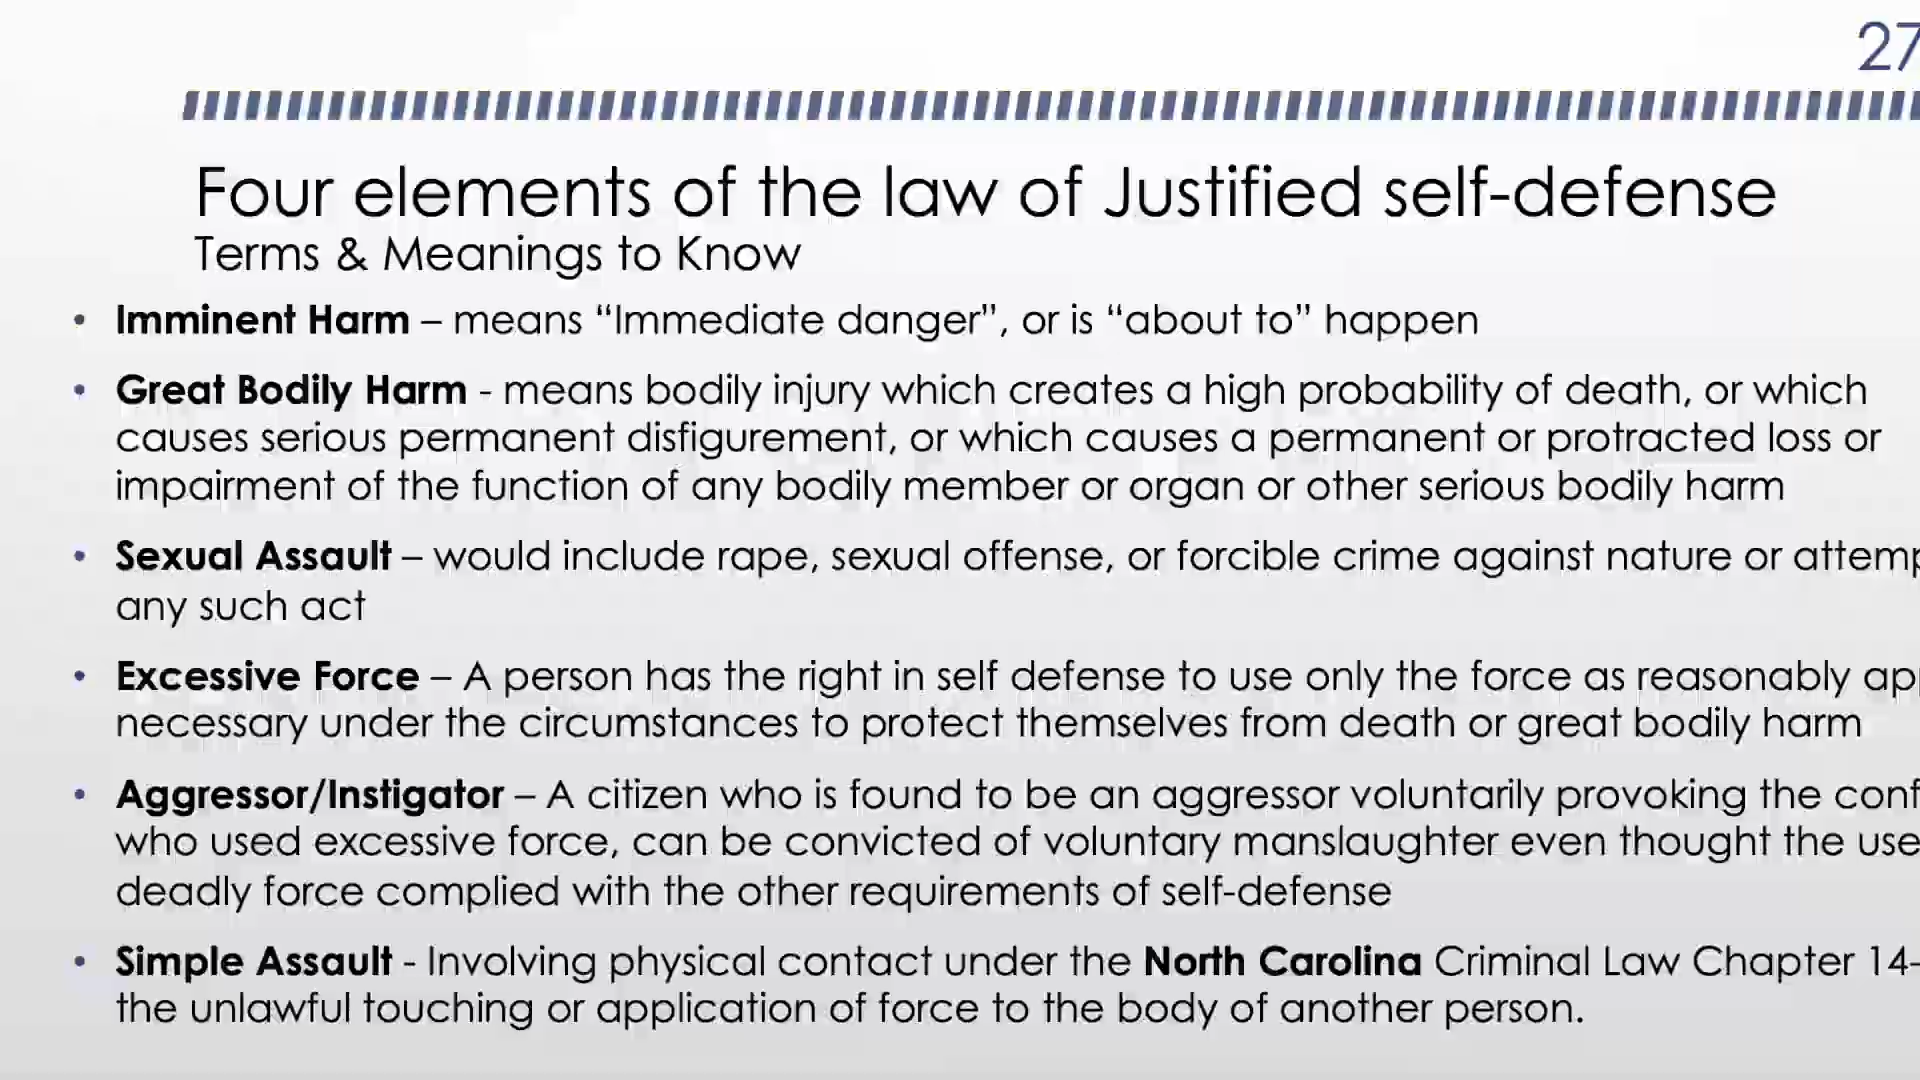 27
Four elements of the law of Justified self-defense
Terms & Meanings to Know
• Imminent Harm – means “Immediate danger”, or is “about to” happen
• Great Bodily Harm - means bodily injury which creates a high probability of death, or which
causes serious permanent disfigurement, or which causes a permanent or protracted loss or
impairment of the function of any bodily member or organ or other serious bodily harm
• Sexual Assault – would include rape, sexual offense, or forcible crime against nature or
any such act
• Excessive Force – A person has the right in self defense to use only the force as reasonably
necessary under the circumstances to protect themselves from death or great bodily harm
• Aggressor/Instigator – A citizen who is found to be an aggressor voluntarily provoking the
who used excessive force, can be convicted of voluntary manslaughter even thought the use
deadly force complied with the other requirements of self-defense
• Simple Assault - Involving physical contact under the North Carolina Criminal Law Chapter 14-
the unlawful touching or application of force to the body of another person.